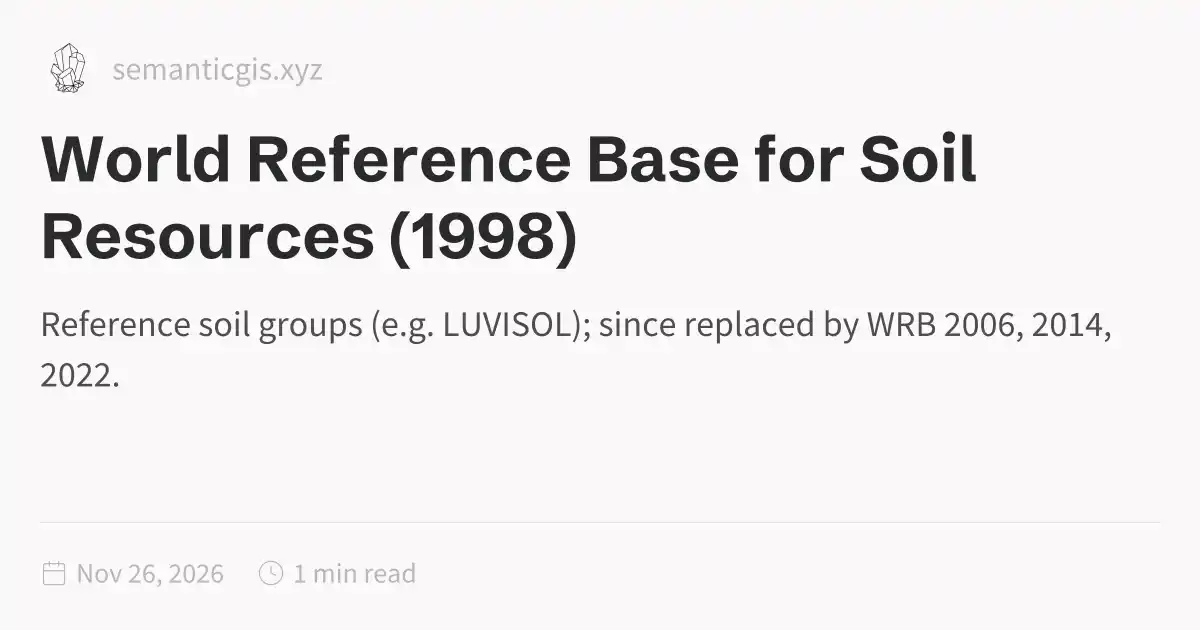 semanticgis.xyz
World Reference Base for Soil
Resources (1998)
Reference soil groups (e.g. LUVISOL); since replaced by WRB 2006, 2014,
2022.
Nov 26, 2026 1 min read